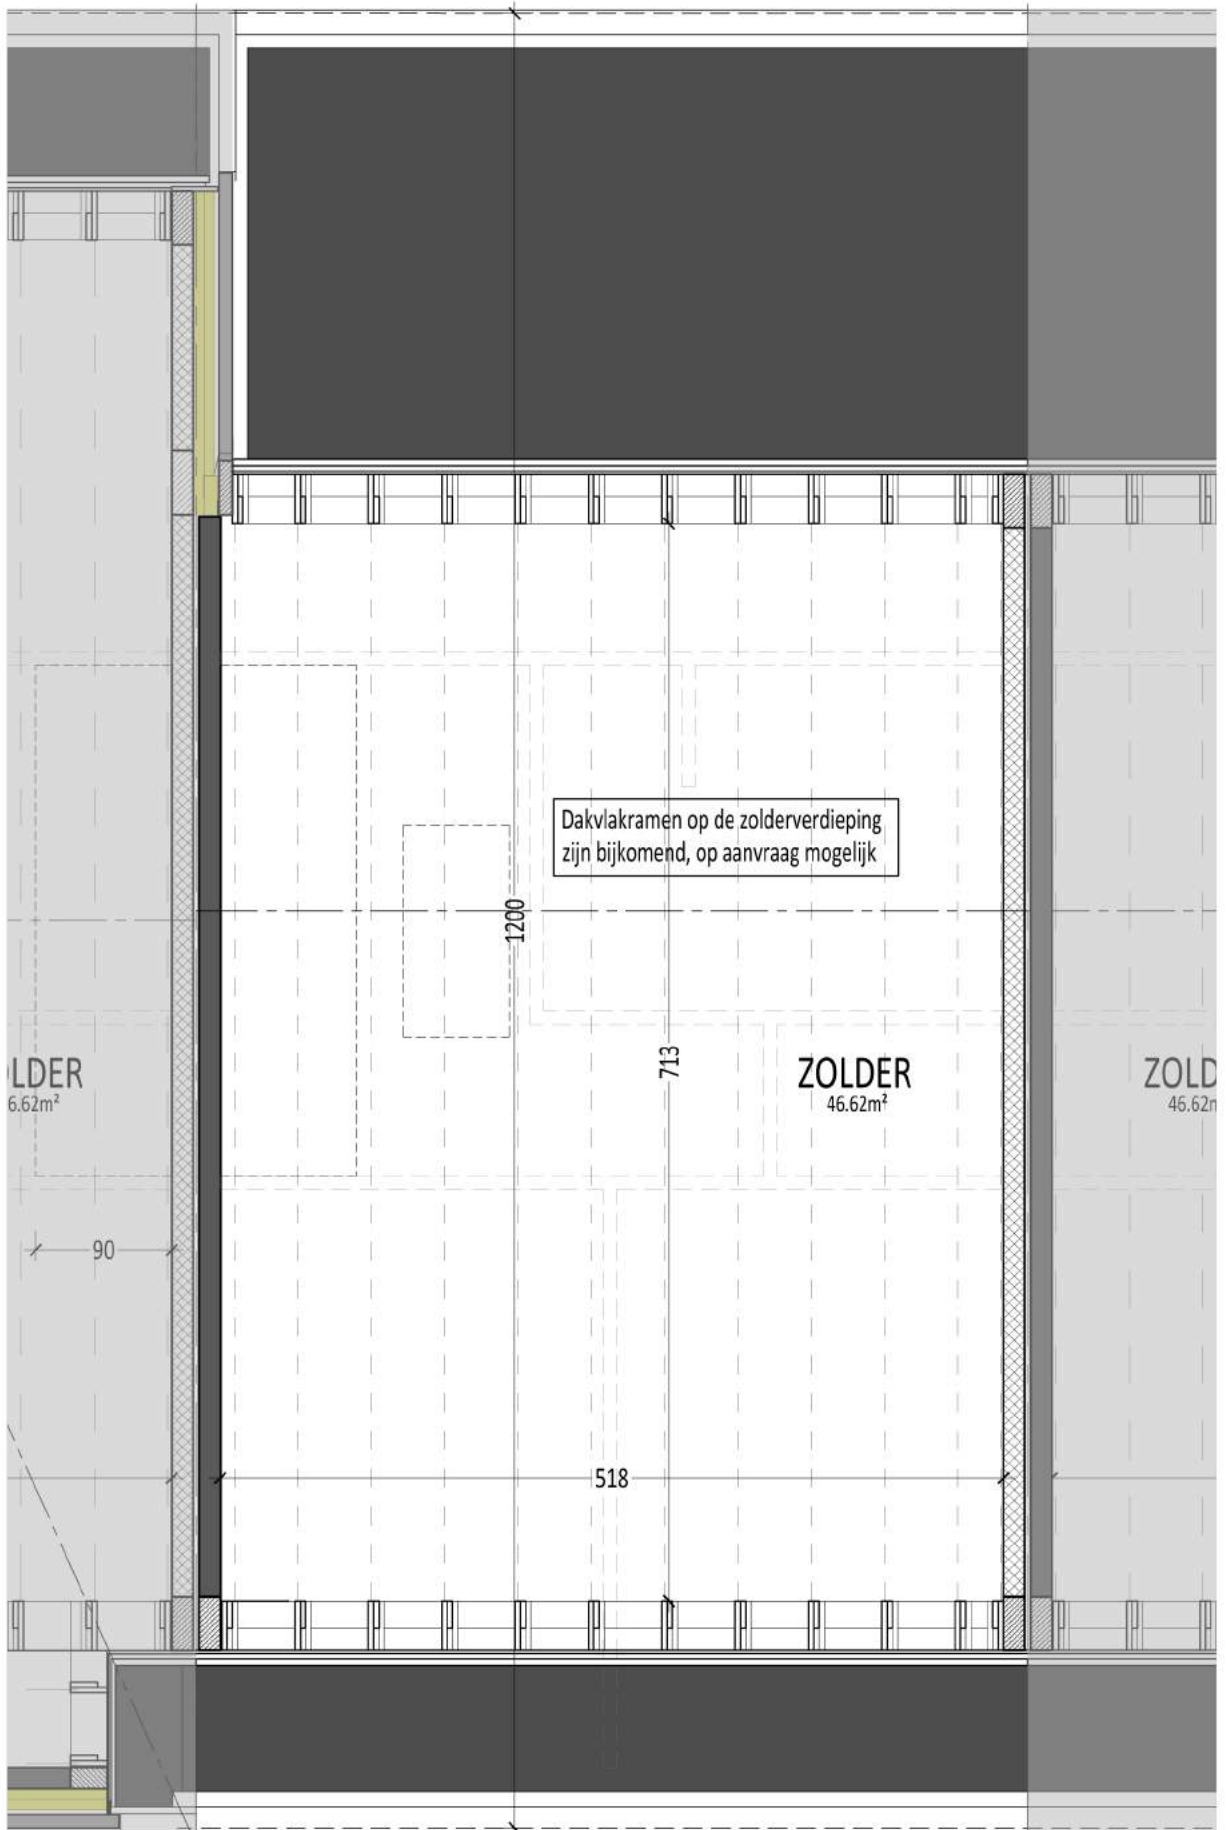 Dakvlakramen op de zolderverdieping
zijn bijkomend, op aanvraag mogelijk
1200
713
LDER
6.62m²
ZOLDER
46.62m²
ZOLD
46.62m
90
518